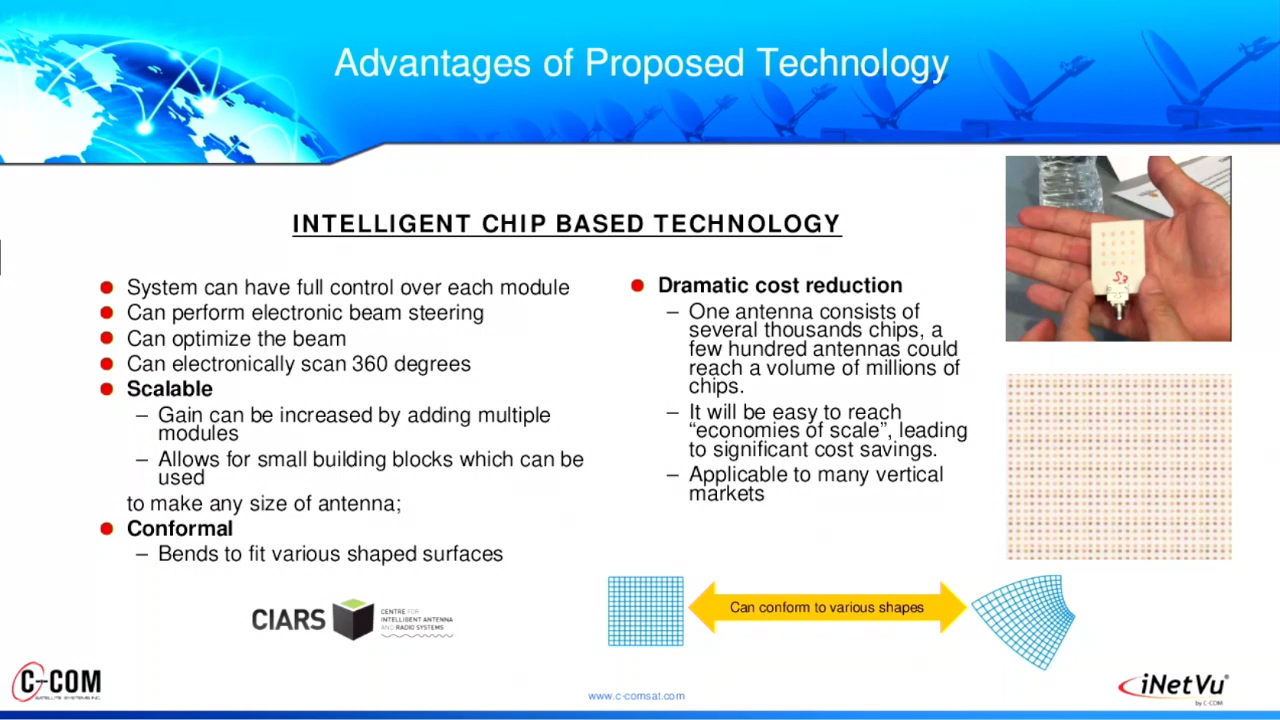 Advantages of Proposed Technology
INTELLIGENT CHIP BASED TECHNOLOGY
System can have full control over each module
Can perform electronic beam steering
Can optimize the beam
Can electronically scan 360 degrees
Scalable
– Gain can be increased by adding multiple
modules
– Allows for small building blocks which can be
used
to make any size of antenna;
Conformal
– Bends to fit various shaped surfaces
Dramatic cost reduction
– One antenna consists of
several thousands chips, a
few hundred antennas could
reach a volume of millions of
chips.
– It will be easy to reach
“economies of scale”, leading
to significant cost savings.
– Applicable to many vertical
markets
S2
Can conform to various shapes
CIARS
CENTRE FOR
INTELLIGENT ANTENNA
AND RADIO SYSTEMS
C-COM
SATELLITE SYSTEMS INC.
www.c-comsat.com
iNetVu®
by C-COM